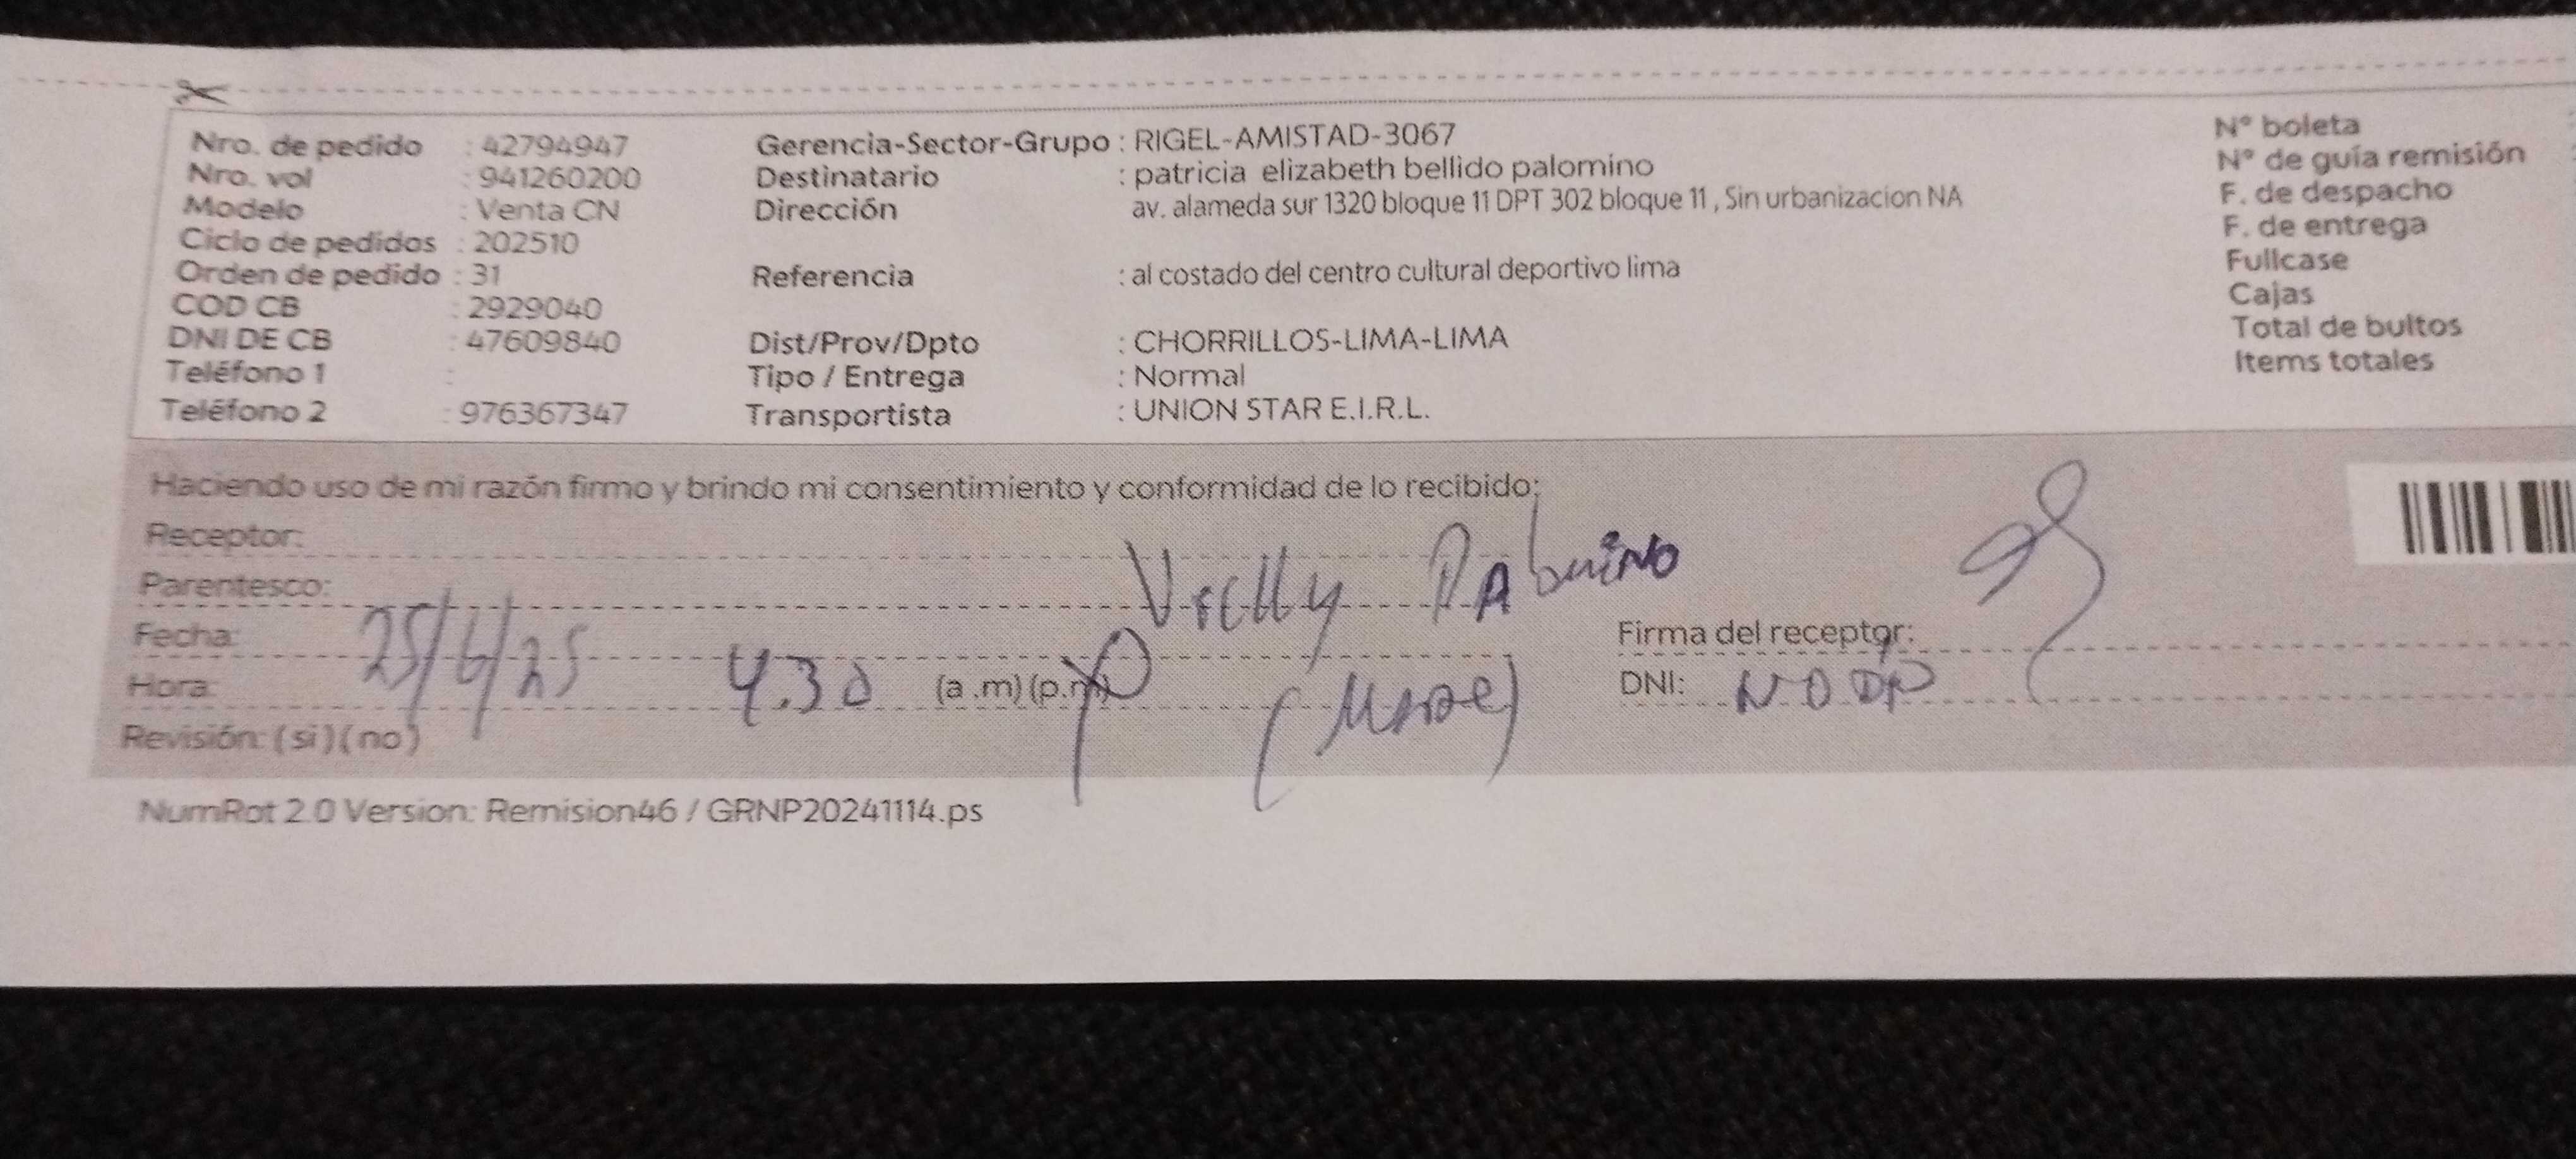 Nro. de pedido : 42794947 Gerencia-Sector-Grupo : RIGEL-AMISTAD-3067 N° boleta
Nro. vol : 941260200 Destinatario : patricia elizabeth bellido palomino N° de guía remisión
Modelo : Venta CN Dirección av. alameda sur 1320 bloque 11 DPT 302 bloque 11 , Sin urbanizacion NA F. de despacho
Ciclo de pedidos : 202510 F. de entrega
Orden de pedido : 31 Referencia : al costado del centro cultural deportivo lima Fullcase
COD CB : 2929040 Cajas
DNI DE CB : 47609840 Dist/Prov/Dpto : CHORRILLOS-LIMA-LIMA Total de bultos
Teléfono 1 : Tipo / Entrega : Normal Items totales
Teléfono 2 : 976367347 Transportista : UNION STAR E.I.R.L.
Haciendo uso de mi razón firmo y brindo mi consentimiento y conformidad de lo recibido:
Receptor:
Parentesco:
Fecha: 25/6/25 Firma del receptor:
Hora: 4.30 (a .m) (p.m) DNI:
Revisión: ( si ) ( no )
NumRot 2.0 Version: Remision46 / GRNP20241114.ps